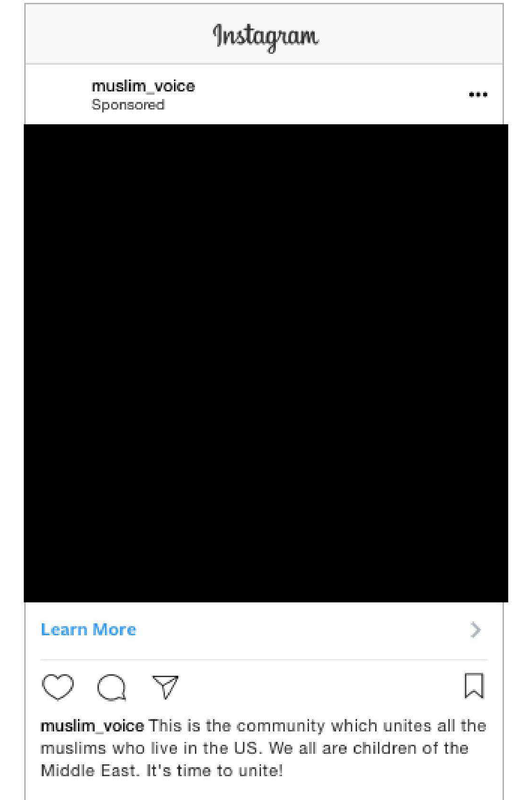 Instagram
muslim_voice
Sponsored
Learn More
muslim_voice This is the community which unites all the
muslims who live in the US. We all are children of the
Middle East. It's time to unite!